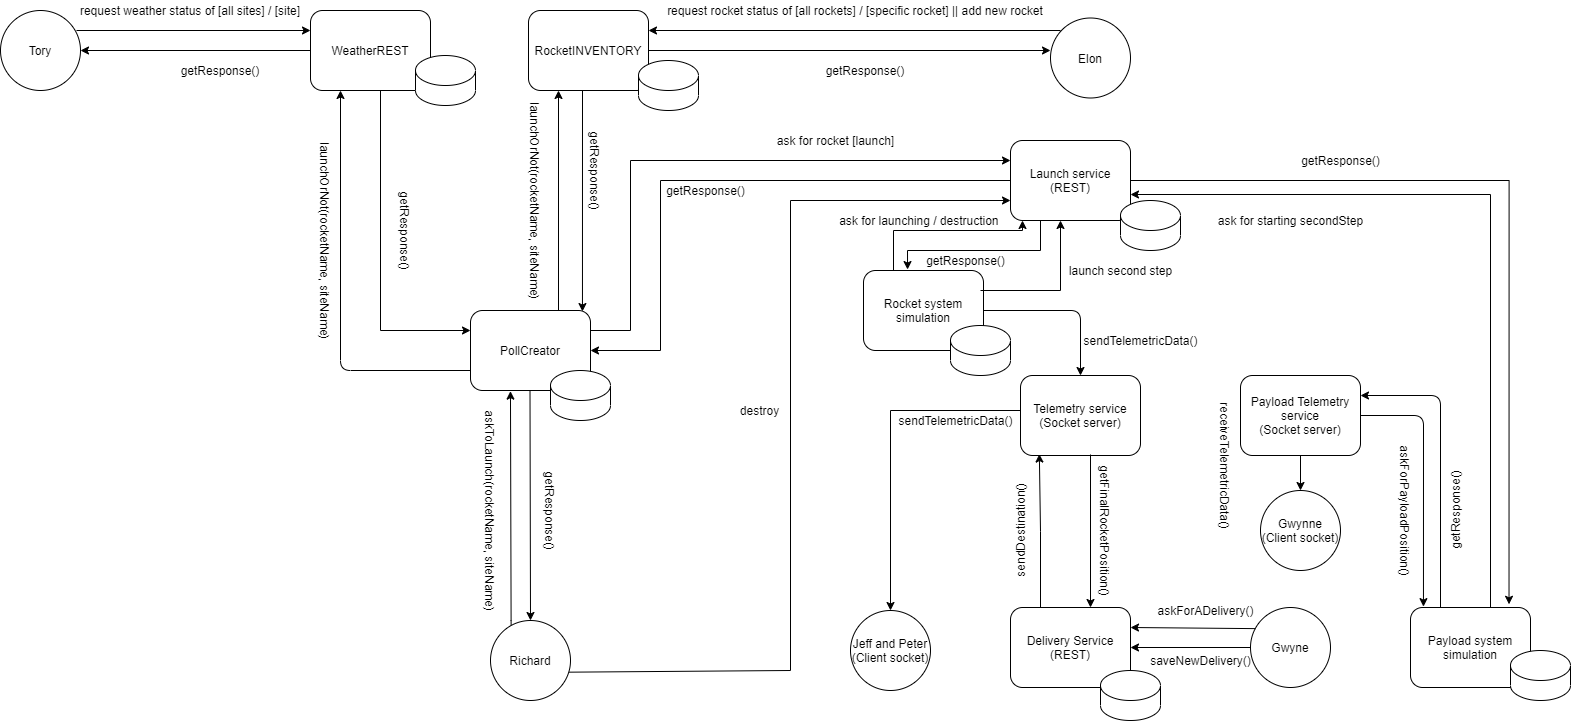 request weather status of [all sites] / [site]
request rocket status of [all rockets] / [specific rocket] || add new rocket
Tory
WeatherREST
RocketINVENTORY
Elon
getResponse()
getResponse()
launchOrNot(rocketName, siteName)
getResponse()
launchOrNot(rocketName, siteName)
getResponse()
ask for rocket [launch]
getResponse()
Launch service
(REST)
getResponse()
ask for starting secondStep
ask for launching / destruction
getResponse()
launch second step
Rocket system
simulation
PollCreator
sendTelemetricData()
destroy
askToLaunch(rocketName, siteName)
getResponse()
sendTelemetricData()
Telemetry service
(Socket server)
Payload Telemetry
service
(Socket server)
receiveTelemetricData()
askForPayloadPosition()
getResponse()
sendDestination()
getFinalRocketPosition()
Gwynne
(Client socket)
Richard
Jeff and Peter
(Client socket)
Delivery Service
(REST)
askForADelivery()
saveNewDelivery()
Gwyne
Payload system
simulation